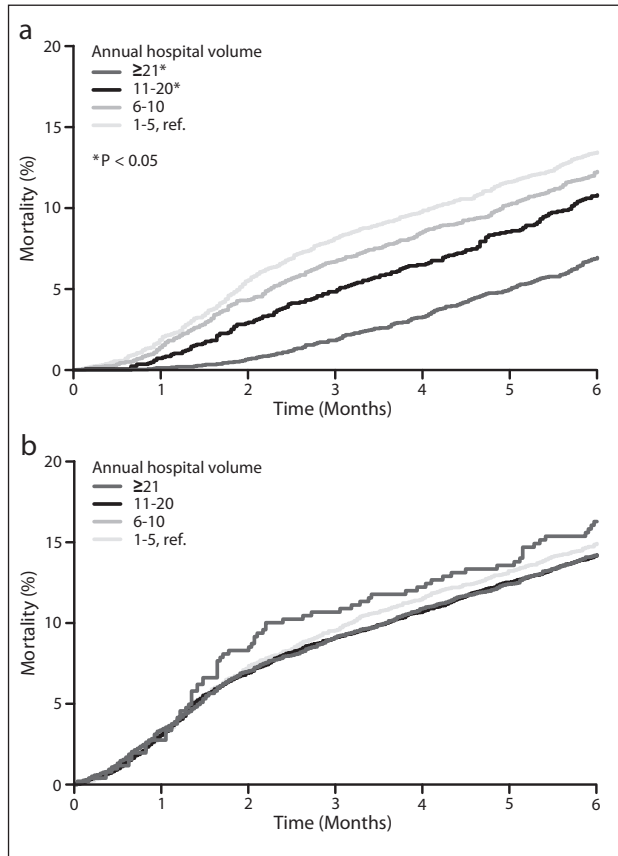 a
Annual hospital volume
≥21*
11-20*
6-10
1-5, ref.
*P < 0.05
20
15
10
5
0
Mortality (%)
0 1 2 3 4 5 6
Time (Months)
b
Annual hospital volume
≥21
11-20
6-10
1-5, ref.
20
15
10
5
0
Mortality (%)
0 1 2 3 4 5 6
Time (Months)